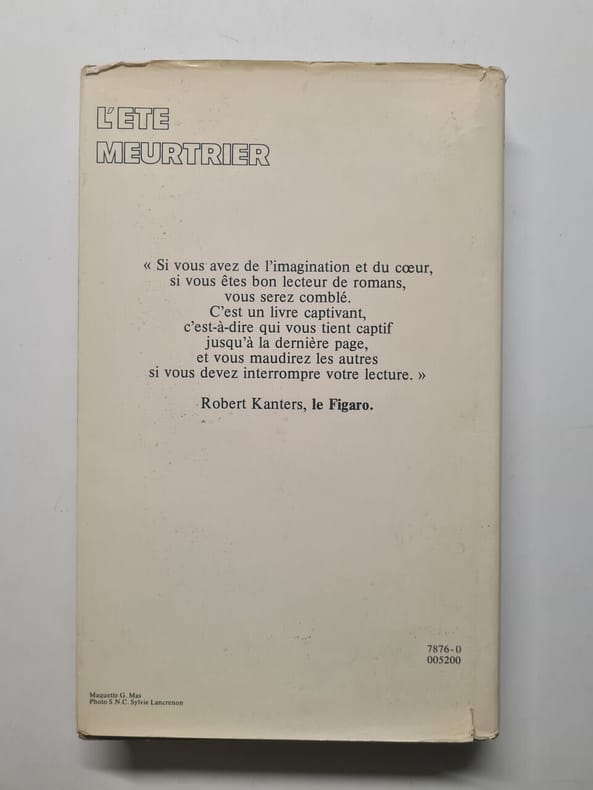 L'ETE
MEURTRIER
« Si vous avez de l'imagination et du cœur,
si vous êtes bon lecteur de romans,
vous serez comblé.
C'est un livre captivant,
c'est-à-dire qui vous tient captif
jusqu'à la dernière page,
et vous maudirez les autres
si vous devez interrompre votre lecture. »
Robert Kanters, le Figaro.
7876-0
005200
Maquette G. Mas
Photo S.N.C. Sylvie Lancrenon